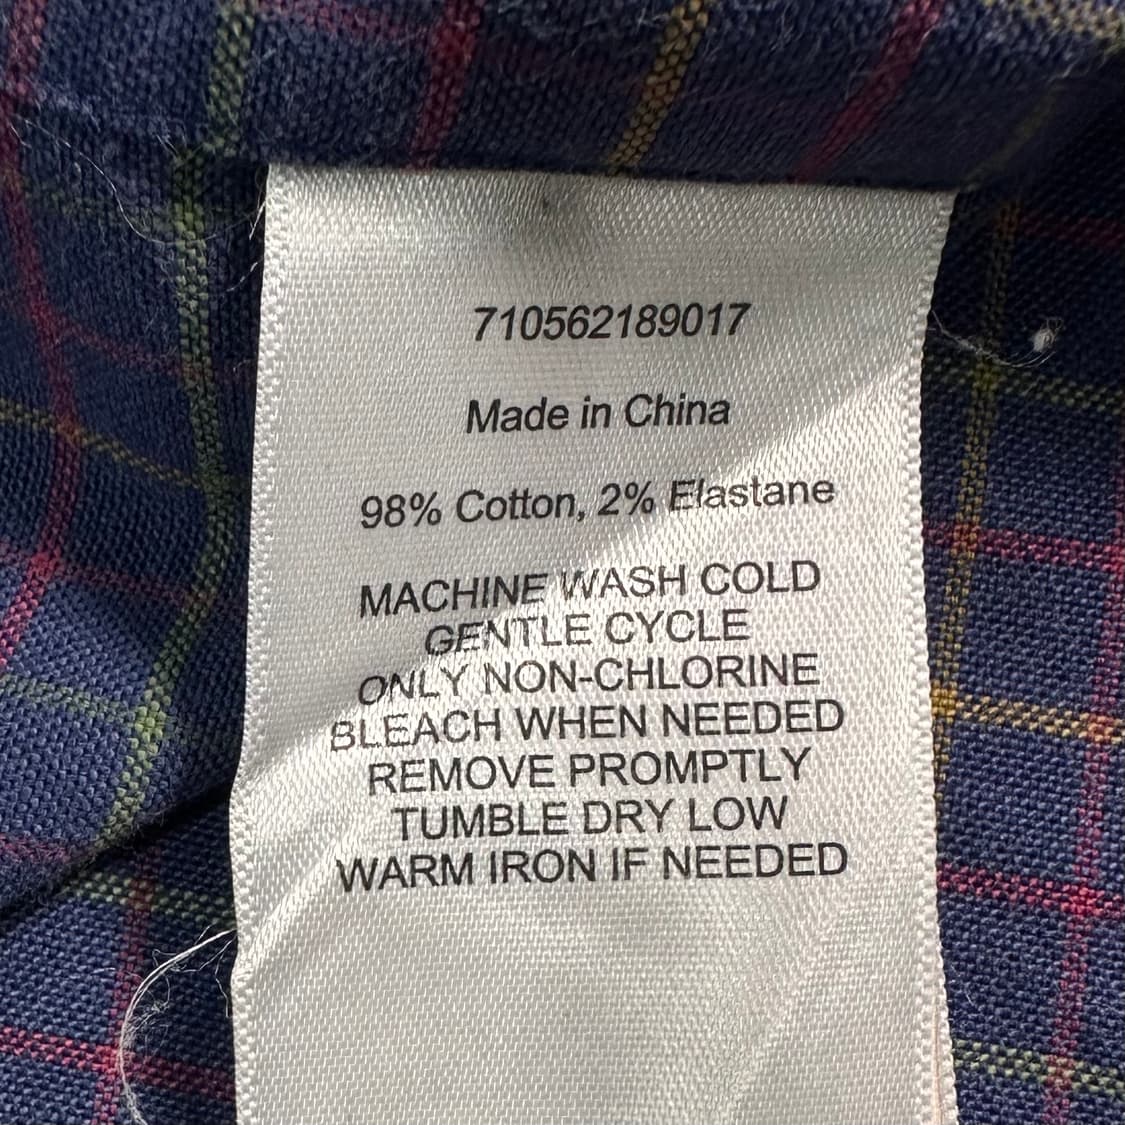 710562189017
Made in China
98% Cotton, 2% Elastane
MACHINE WASH COLD
GENTLE CYCLE
ONLY NON-CHLORINE
BLEACH WHEN NEEDED
REMOVE PROMPTLY
TUMBLE DRY LOW
WARM IRON IF NEEDED